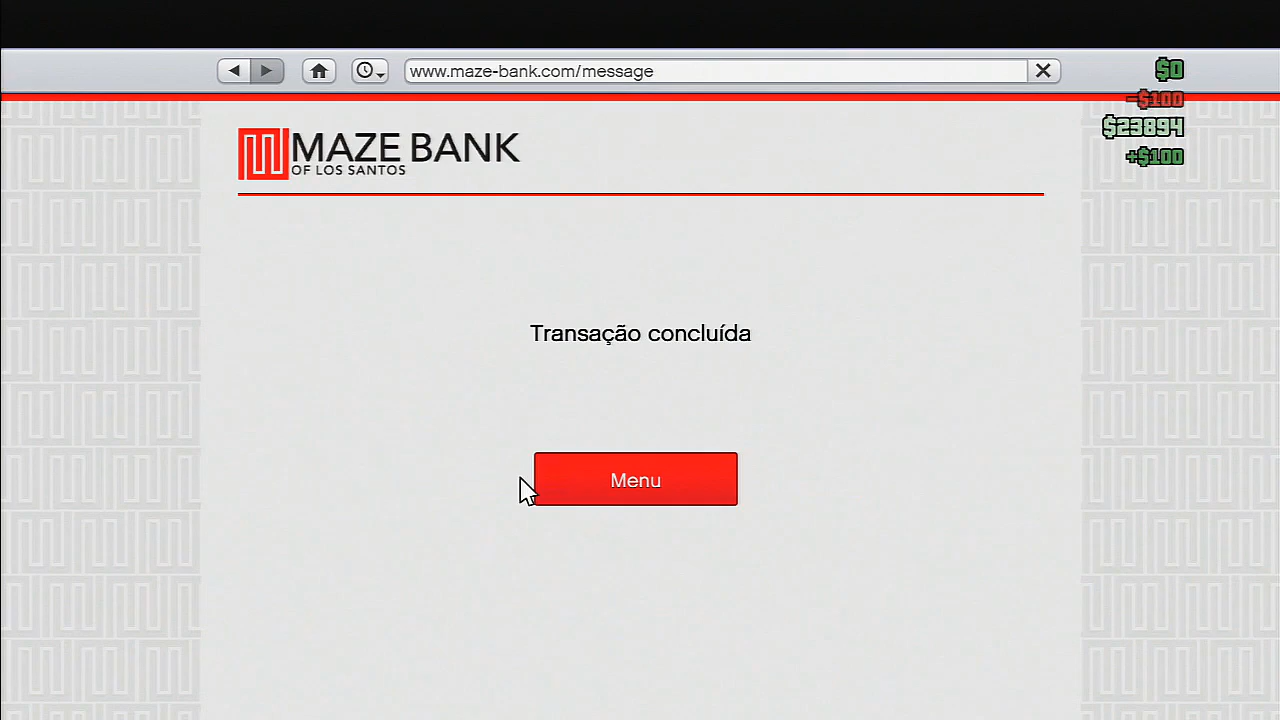 www.maze-bank.com/message
$0
-$100
$23894
+$100
MAZE BANK
OF LOS SANTOS
Transação concluída
Menu